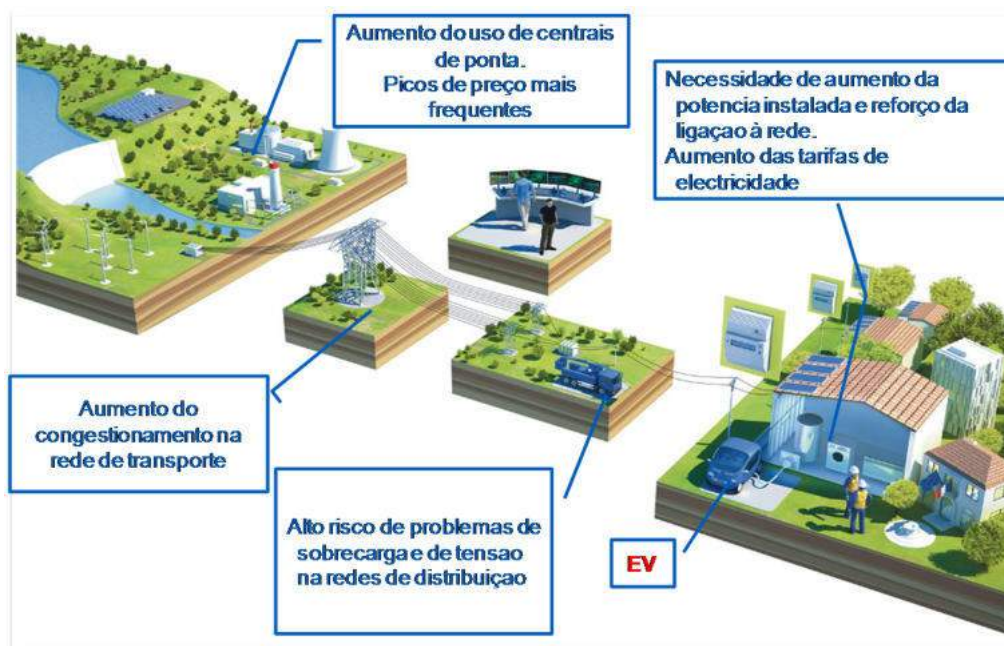 Aumento do uso de centrais
de ponta.
Picos de preço mais
frequentes
Necessidade de aumento da
potencia instalada e reforço da
ligaçao à rede.
Aumento das tarifas de
electricidade
Aumento do
congestionamento na
rede de transporte
Alto risco de problemas de
sobrecarga e de tensao
na redes de distribuiçao
EV